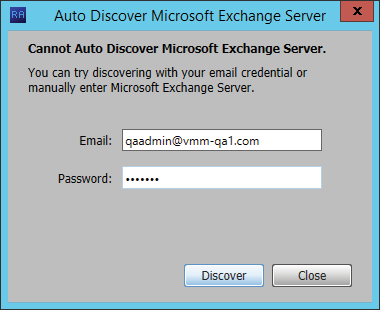 RA Auto Discover Microsoft Exchange Server x
Cannot Auto Discover Microsoft Exchange Server.
You can try discovering with your email credential or
manually enter Microsoft Exchange Server.
Email: qaadmin@vmm-qa1.com
Password: •••••••
Discover Close